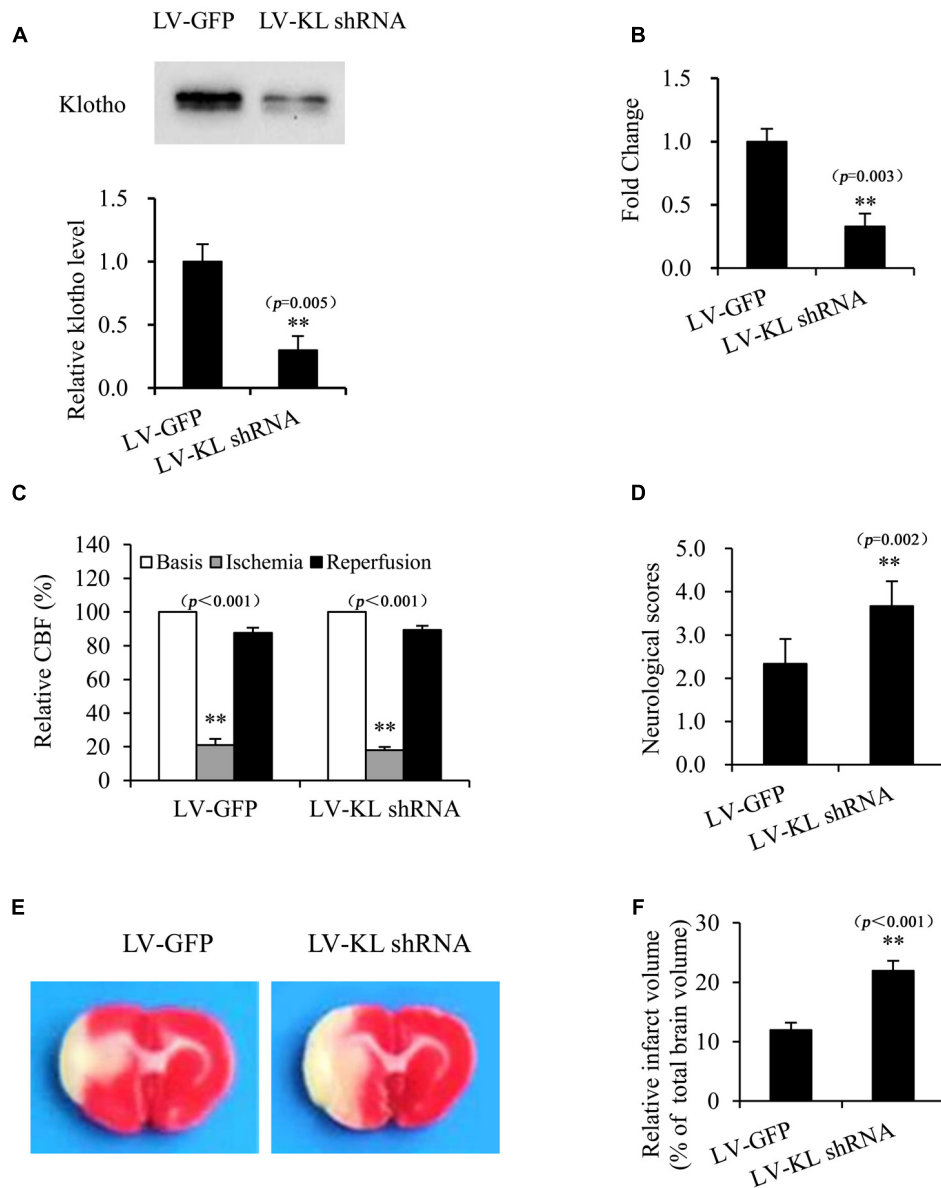 A
LV-GFP LV-KL shRNA
Klotho
Relative klotho level
1.5
1.0
0.5
0.0
(p=0.005)
**
LV-GFP
LV-KL shRNA
B
Fold Change
1.5
1.0
0.5
0.0
(p=0.003)
**
LV-GFP
LV-KL shRNA
C
Relative CBF (%)
140
120
100
80
60
40
20
0
Basis Ischemia Reperfusion
(p<0.001) (p<0.001)
** **
LV-GFP LV-KL shRNA
D
Neurological scores
5.0
4.0
3.0
2.0
1.0
0.0
(p=0.002)
**
LV-GFP
LV-KL shRNA
E
LV-GFP LV-KL shRNA
F
Relative infarct volume
(% of total brain volume)
30
20
10
0
(p<0.001)
**
LV-GFP
LV-KL shRNA